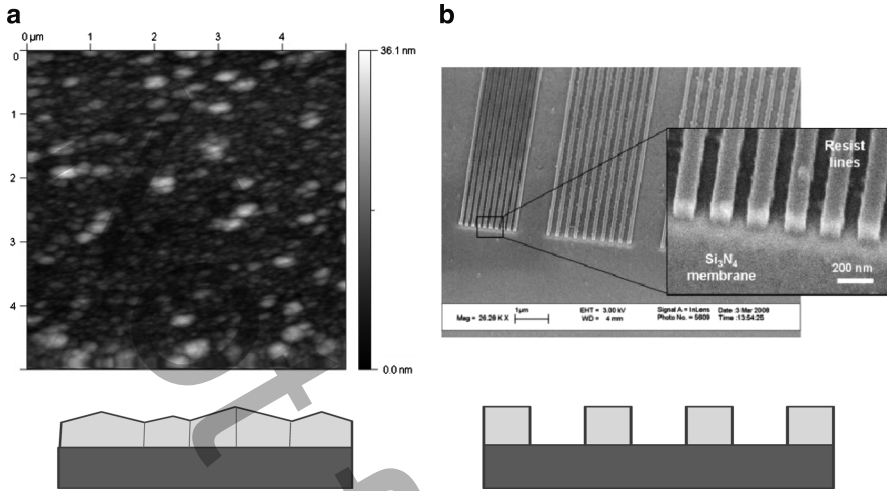 a
b
0 µm 1 2 3 4
0
1
2
3
4
36.1 nm
0.0 nm
Resist
lines
Si3N4
membrane
200 nm
Mag = 26.26 K X
1µm
EHT = 3.00 kV
WD = 4 mm
Signal A = InLens
Photo No. = 5609
Date :3 Mar 2008
Time :13:54:25